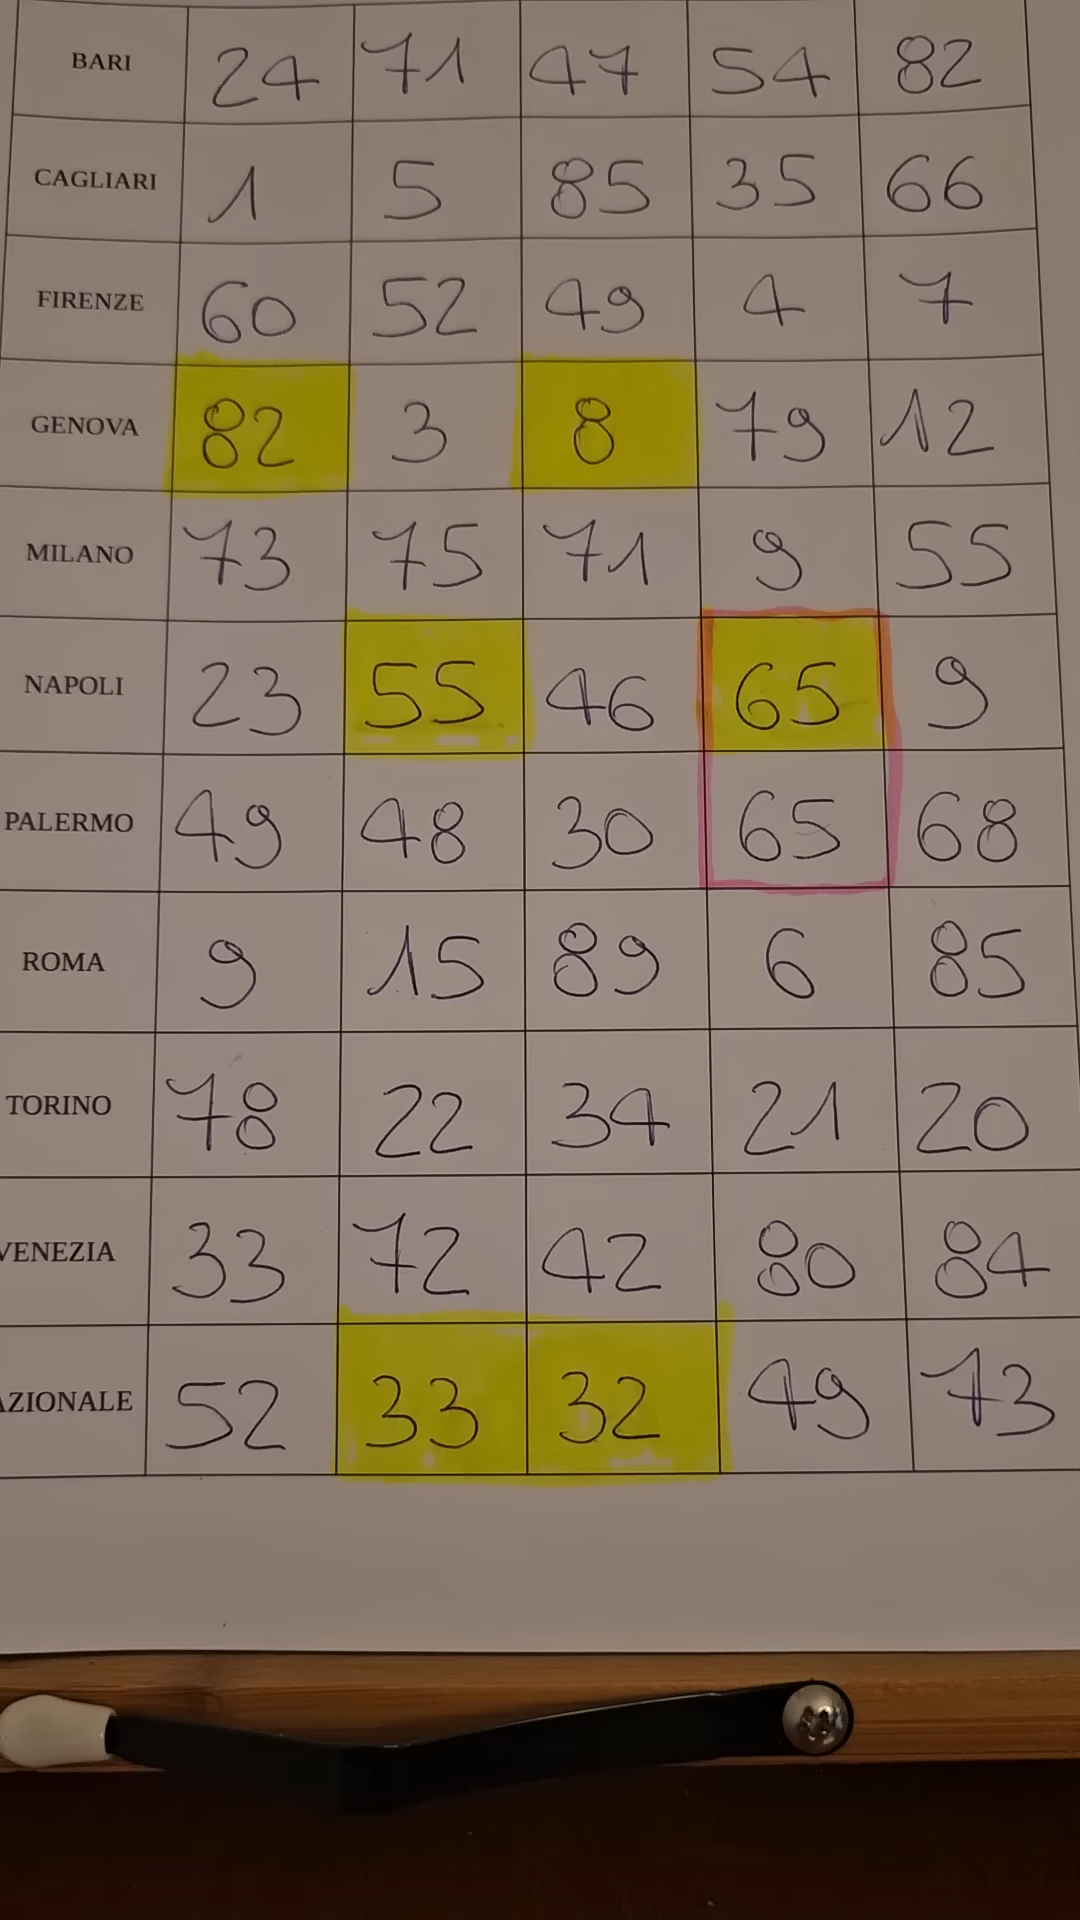 BARI 24 71 47 54 82
CAGLIARI 1 5 85 35 66
FIRENZE 60 52 49 4 7
GENOVA 82 3 8 79 12
MILANO 73 75 71 9 55
NAPOLI 23 55 46 65 9
PALERMO 49 48 30 65 68
ROMA 9 15 89 6 85
TORINO 78 22 34 21 20
VENEZIA 33 72 42 80 84
AZIONALE 52 33 32 49 73